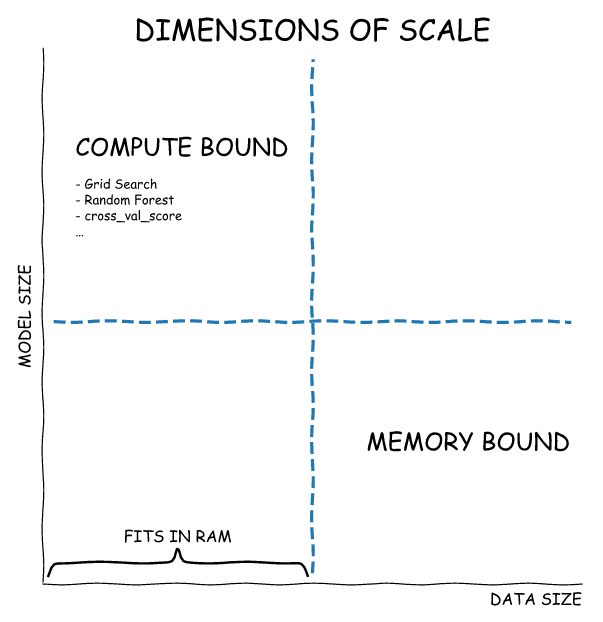 DIMENSIONS OF SCALE
COMPUTE BOUND
- Grid Search
- Random Forest
- cross_val_score
...
MODEL SIZE
MEMORY BOUND
FITS IN RAM
DATA SIZE